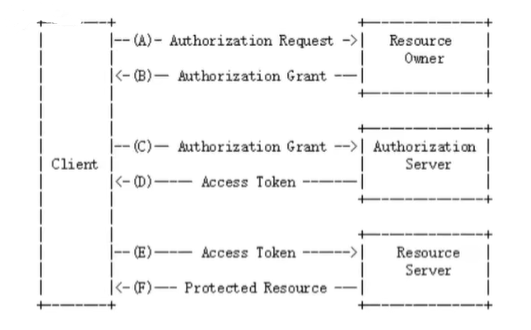 (A) Authorization Request
Resource
Owner
(B) Authorization Grant
(C) Authorization Grant
Authorization
Server
Client
(D) Access Token
(E) Access Token
Resource
Server
(F) Protected Resource